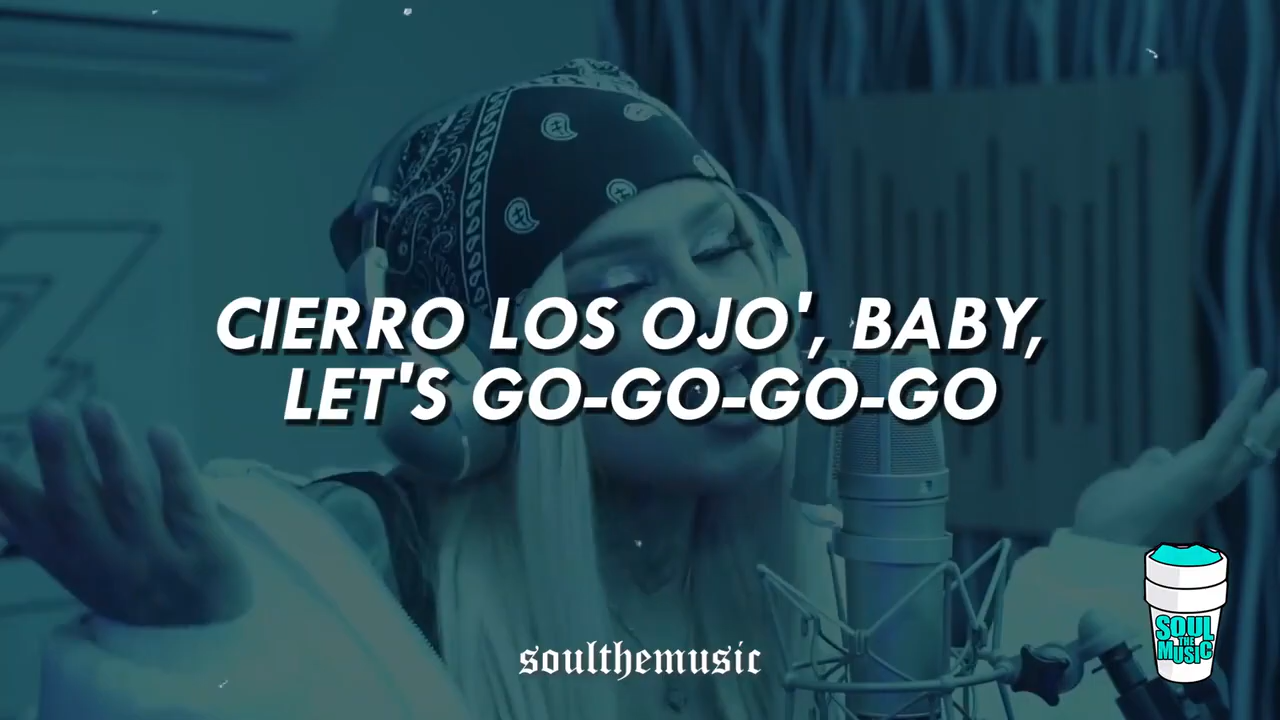 CIERRO LOS OJO', BABY,
LET'S GO-GO-GO-GO
soulthemusic
SOUL
THE
MUSIC